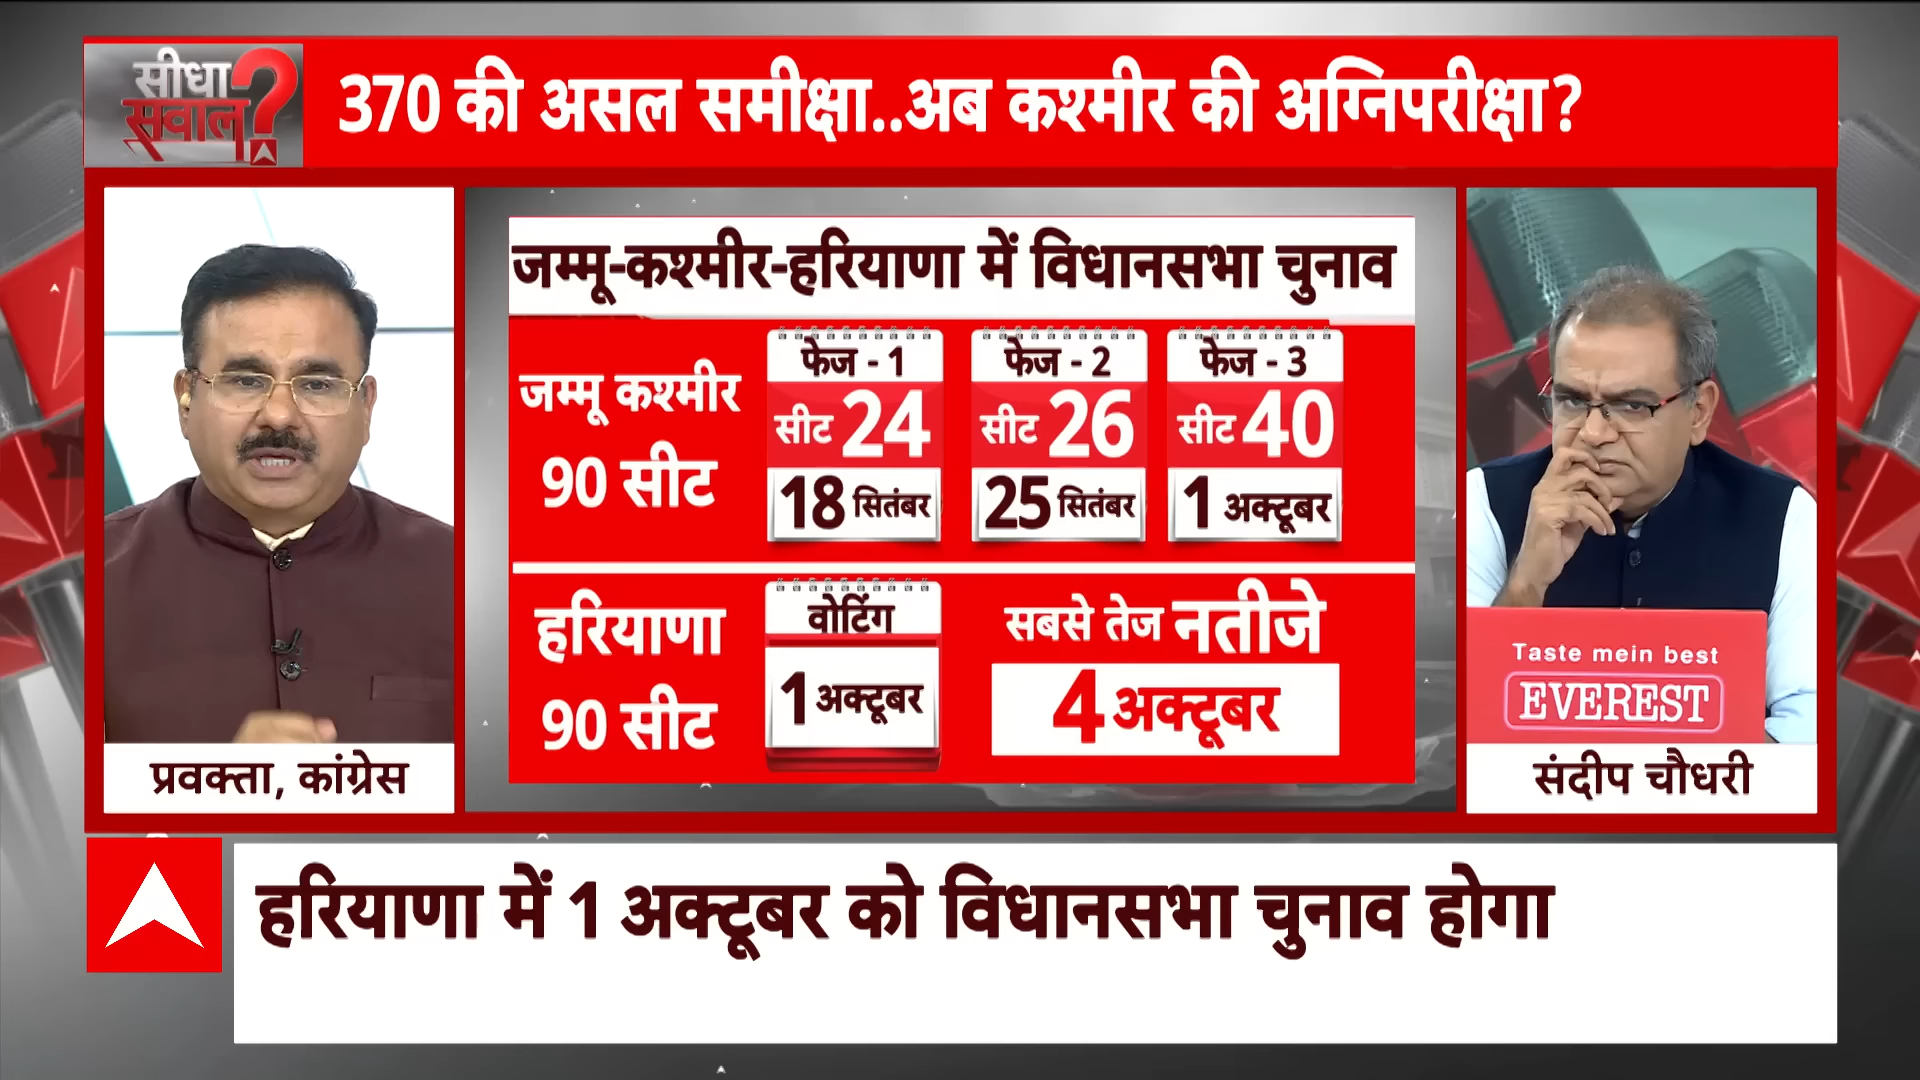 सीधा सवाल?
370 की असल समीक्षा..अब कश्मीर की अग्निपरीक्षा?
जम्मू-कश्मीर-हरियाणा में विधानसभा चुनाव
जम्मू कश्मीर
90 सीट
फेज - 1
सीट 24
18 सितंबर
फेज - 2
सीट 26
25 सितंबर
फेज - 3
सीट 40
1 अक्टूबर
हरियाणा
90 सीट
वोटिंग
1 अक्टूबर
सबसे तेज नतीजे
4 अक्टूबर
प्रवक्ता, कांग्रेस
Taste mein best
EVEREST
संदीप चौधरी
हरियाणा में 1 अक्टूबर को विधानसभा चुनाव होगा